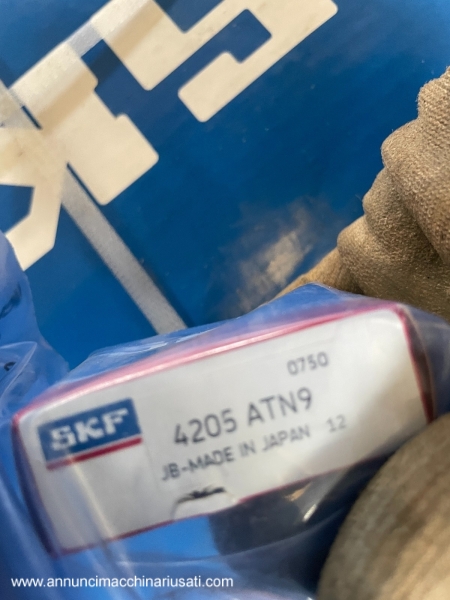 0750
SKF
4205 ATN9
JB-MADE IN JAPAN 12
www.annuncimacchinariusati.com